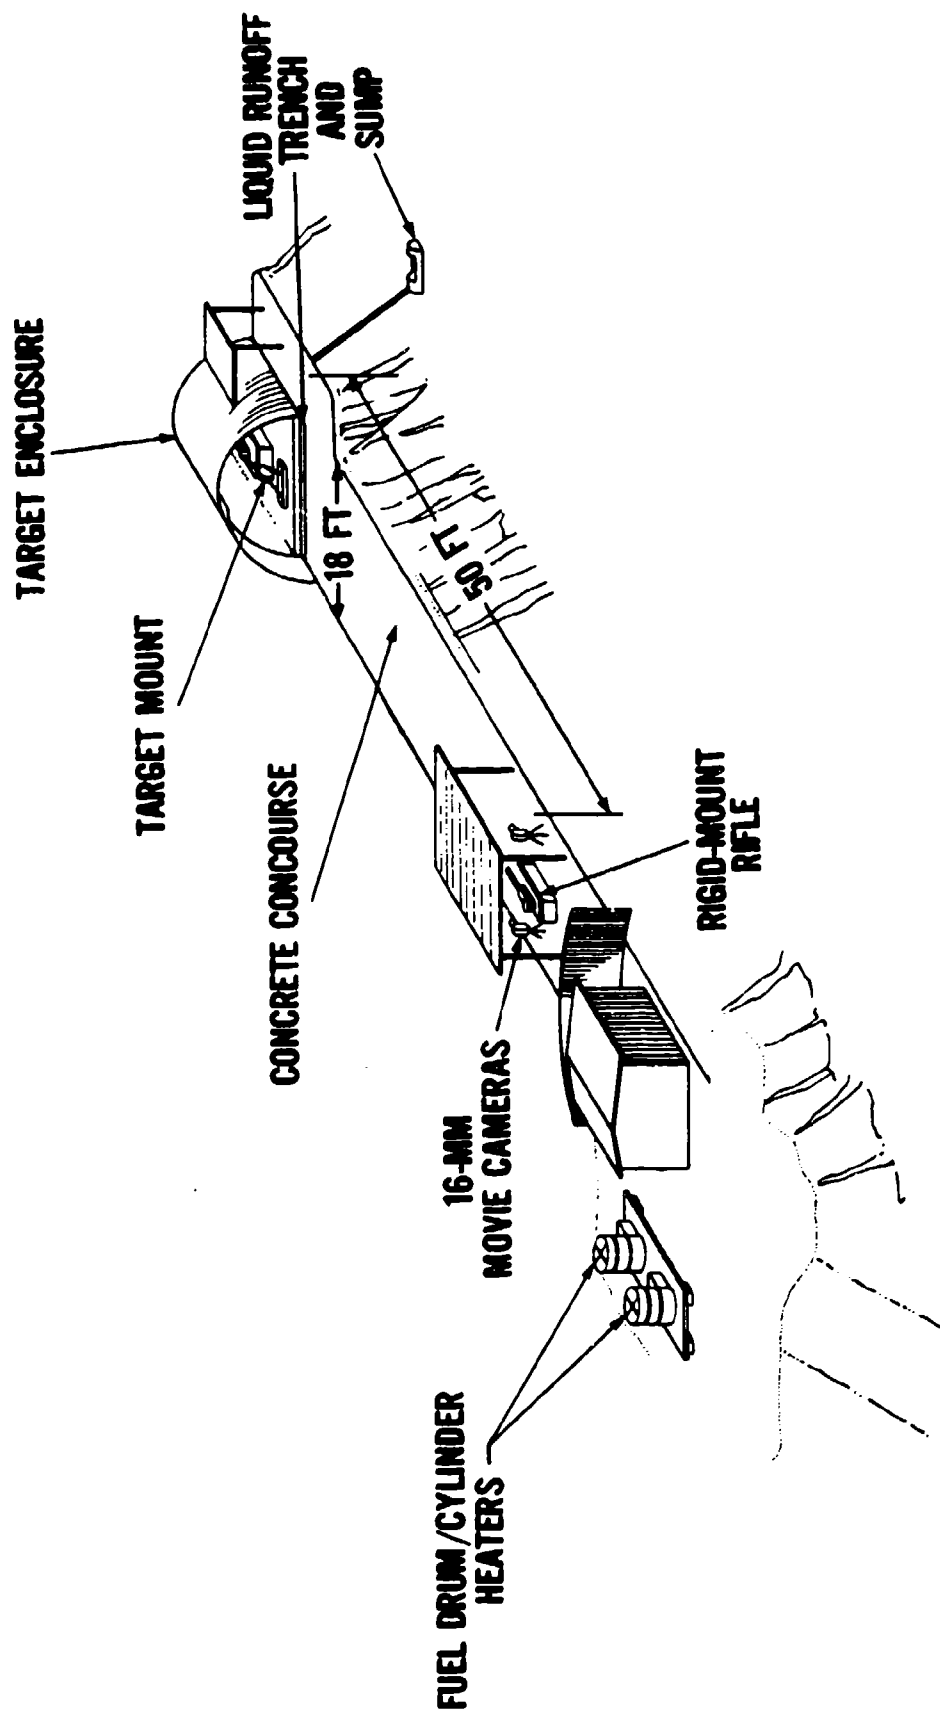 TARGET ENCLOSURE
TARGET MOUNT
CONCRETE CONCOURSE
LIQUID RUNOFF
TRENCH
AND
SUMP
18 FT
50 FT
16-MM
MOVIE CAMERAS
RIGID-MOUNT
RIFLE
FUEL DRUM/CYLINDER
HEATERS